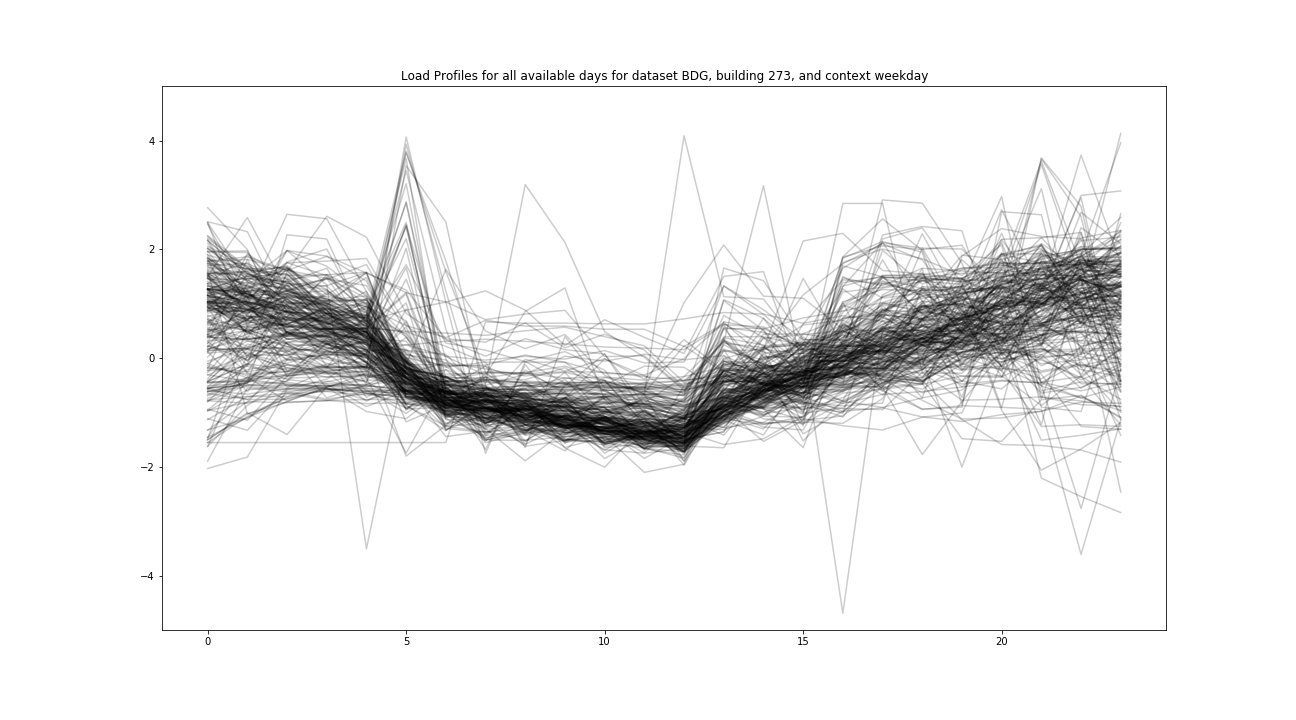 Load Profiles for all available days for dataset BDG, building 273, and context weekday
4
2
0
−2
−4
0 5 10 15 20